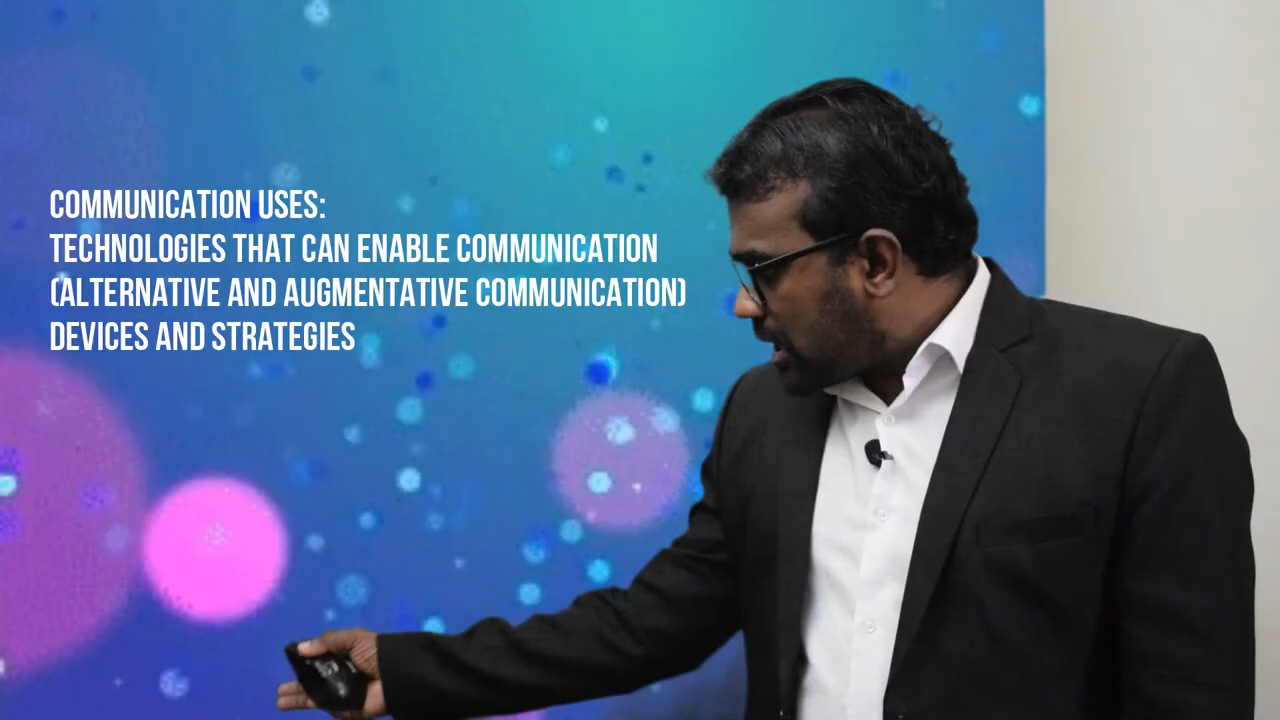 COMMUNICATION USES:
TECHNOLOGIES THAT CAN ENABLE COMMUNICATION
(ALTERNATIVE AND AUGMENTATIVE COMMUNICATION)
DEVICES AND STRATEGIES